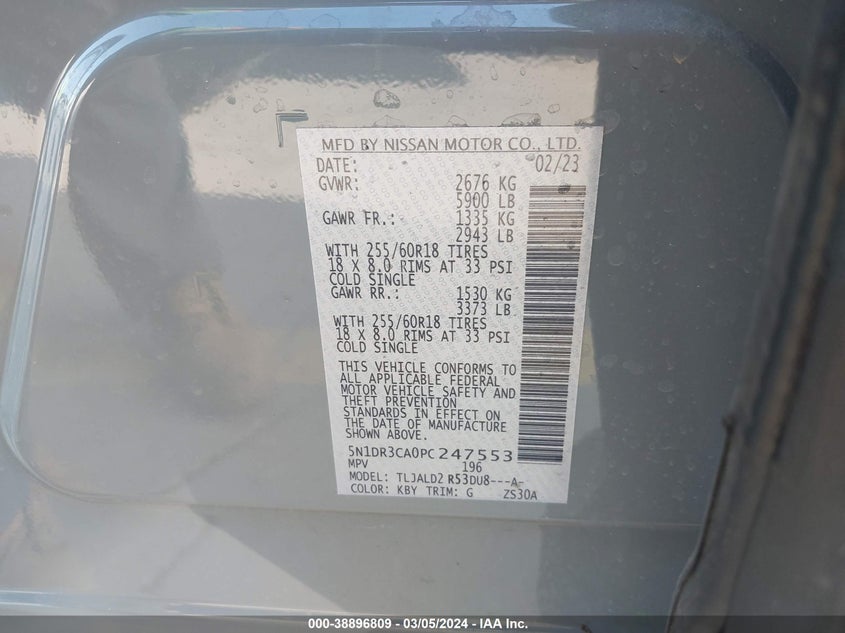 MFD BY NISSAN MOTOR CO., LTD.
DATE: 02/23
GVWR: 2676 KG
5900 LB
GAWR FR.: 1335 KG
2943 LB
WITH 255/60R18 TIRES
18 X 8.0 RIMS AT 33 PSI
COLD SINGLE
GAWR RR.: 1530 KG
3373 LB
WITH 255/60R18 TIRES
18 X 8.0 RIMS AT 33 PSI
COLD SINGLE
THIS VEHICLE CONFORMS TO
ALL APPLICABLE FEDERAL
MOTOR VEHICLE SAFETY AND
THEFT PREVENTION
STANDARDS IN EFFECT ON
THE DATE OF MANUFACTURE
SHOWN ABOVE.
5N1DR3CA0PC247553
MPV 196
MODEL: TLJALD2 R53DU8---A-
COLOR: KBY TRIM: G ZS30A
000-38896809 - 03/05/2024 - IAA Inc.